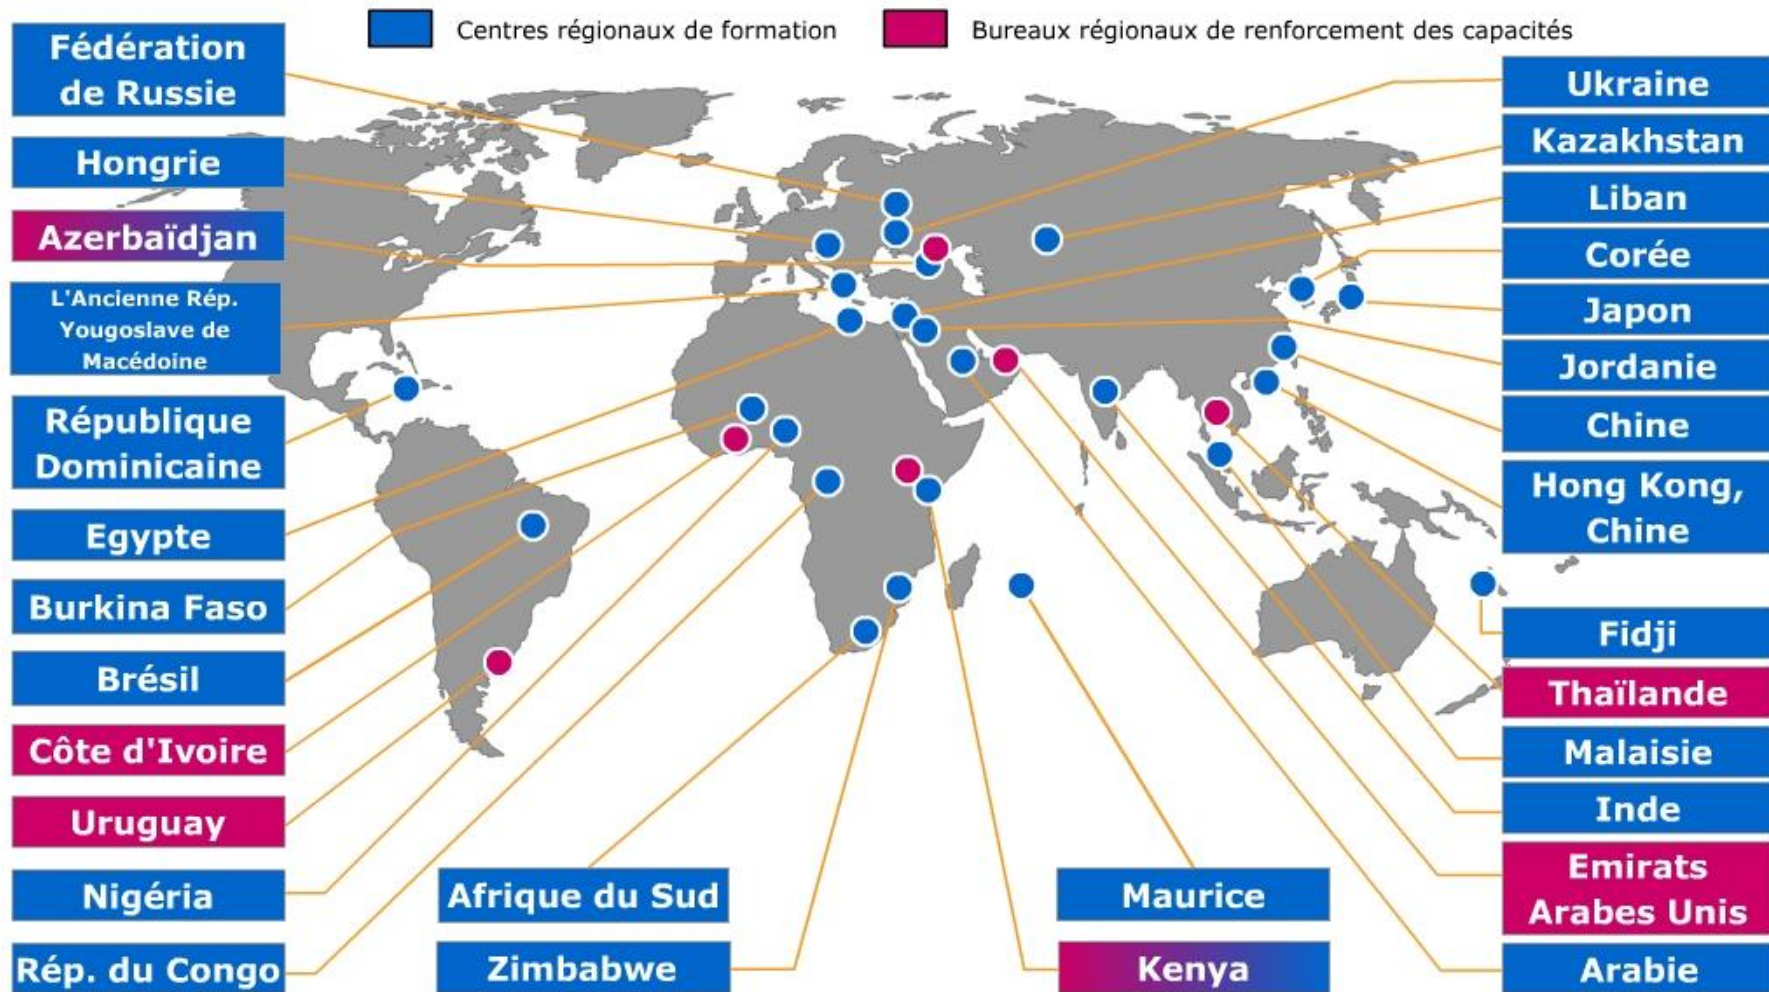 Centres régionaux de formation
Bureaux régionaux de renforcement des capacités
Fédération
de Russie
Hongrie
Azerbaïdjan
L'Ancienne Rép.
Yougoslave de
Macédoine
République
Dominicaine
Egypte
Burkina Faso
Brésil
Côte d'Ivoire
Uruguay
Nigéria
Rép. du Congo
Afrique du Sud
Zimbabwe
Maurice
Kenya
Ukraine
Kazakhstan
Liban
Corée
Japon
Jordanie
Chine
Hong Kong,
Chine
Fidji
Thaïlande
Malaisie
Inde
Emirats
Arabes Unis
Arabie